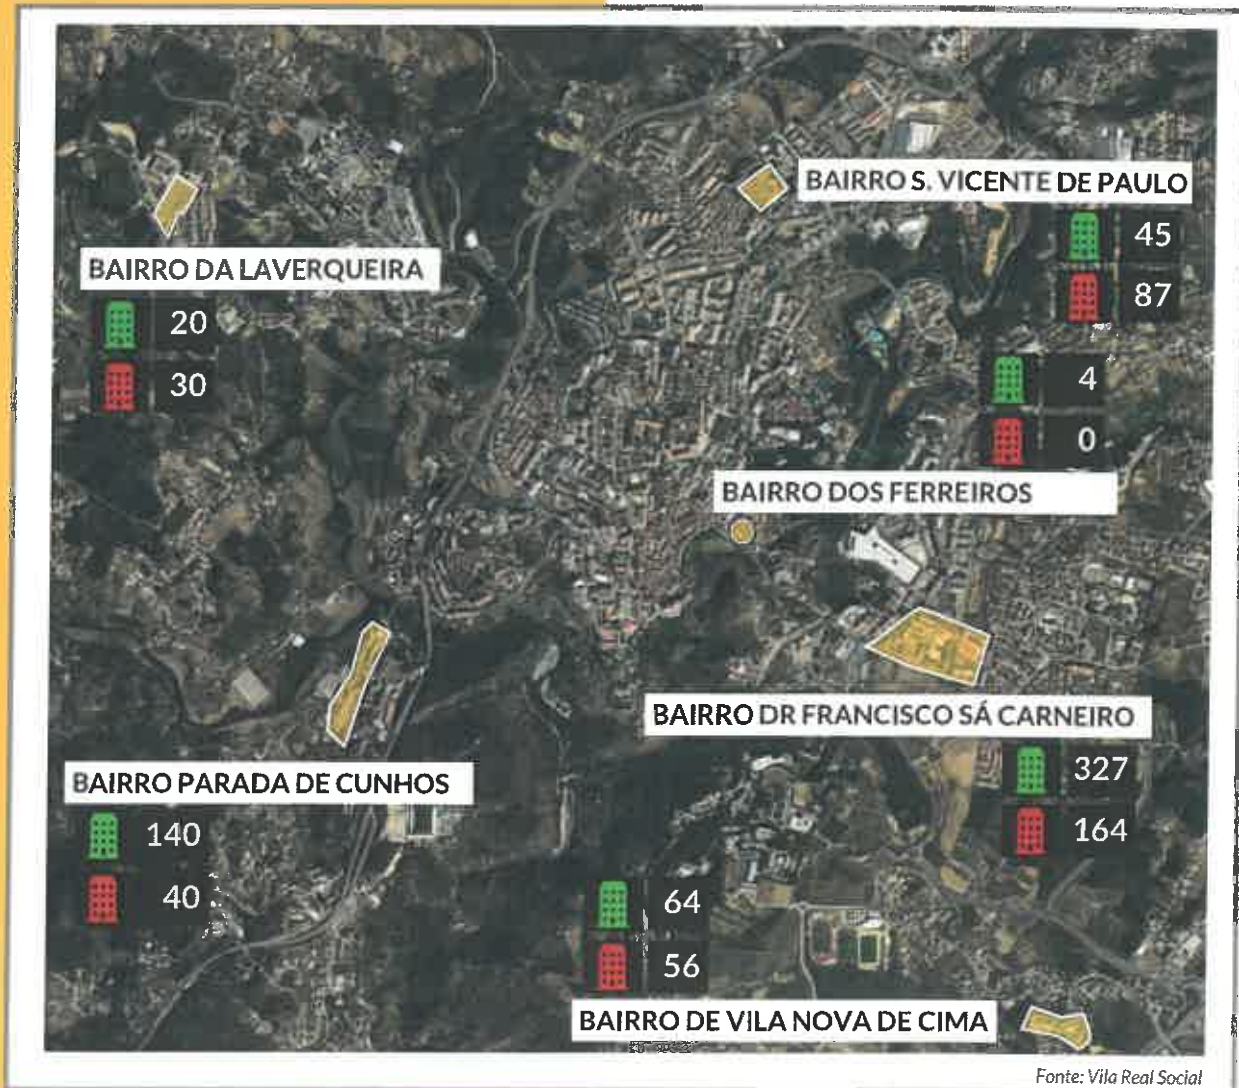 BAIRRO S. VICENTE DE PAULO
45
87
BAIRRO DA LAVERQUEIRA
20
30
4
0
BAIRRO DOS FERREIROS
BAIRRO DR FRANCISCO SÁ CARNEIRO
327
164
BAIRRO PARADA DE CUNHOS
140
40
64
56
BAIRRO DE VILA NOVA DE CIMA
Fonte: Vila Real Social